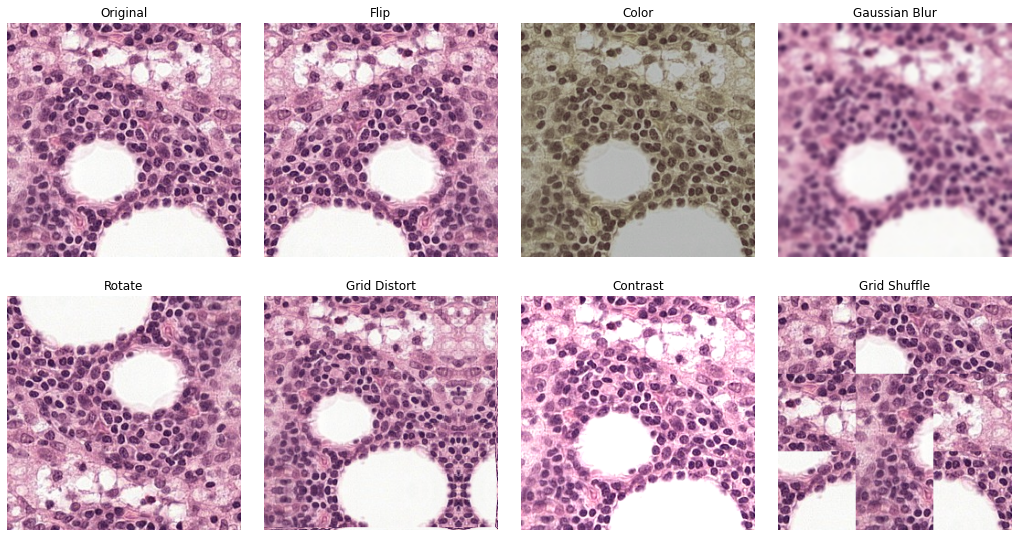 Original
Flip
Color
Gaussian Blur
Rotate
Grid Distort
Contrast
Grid Shuffle